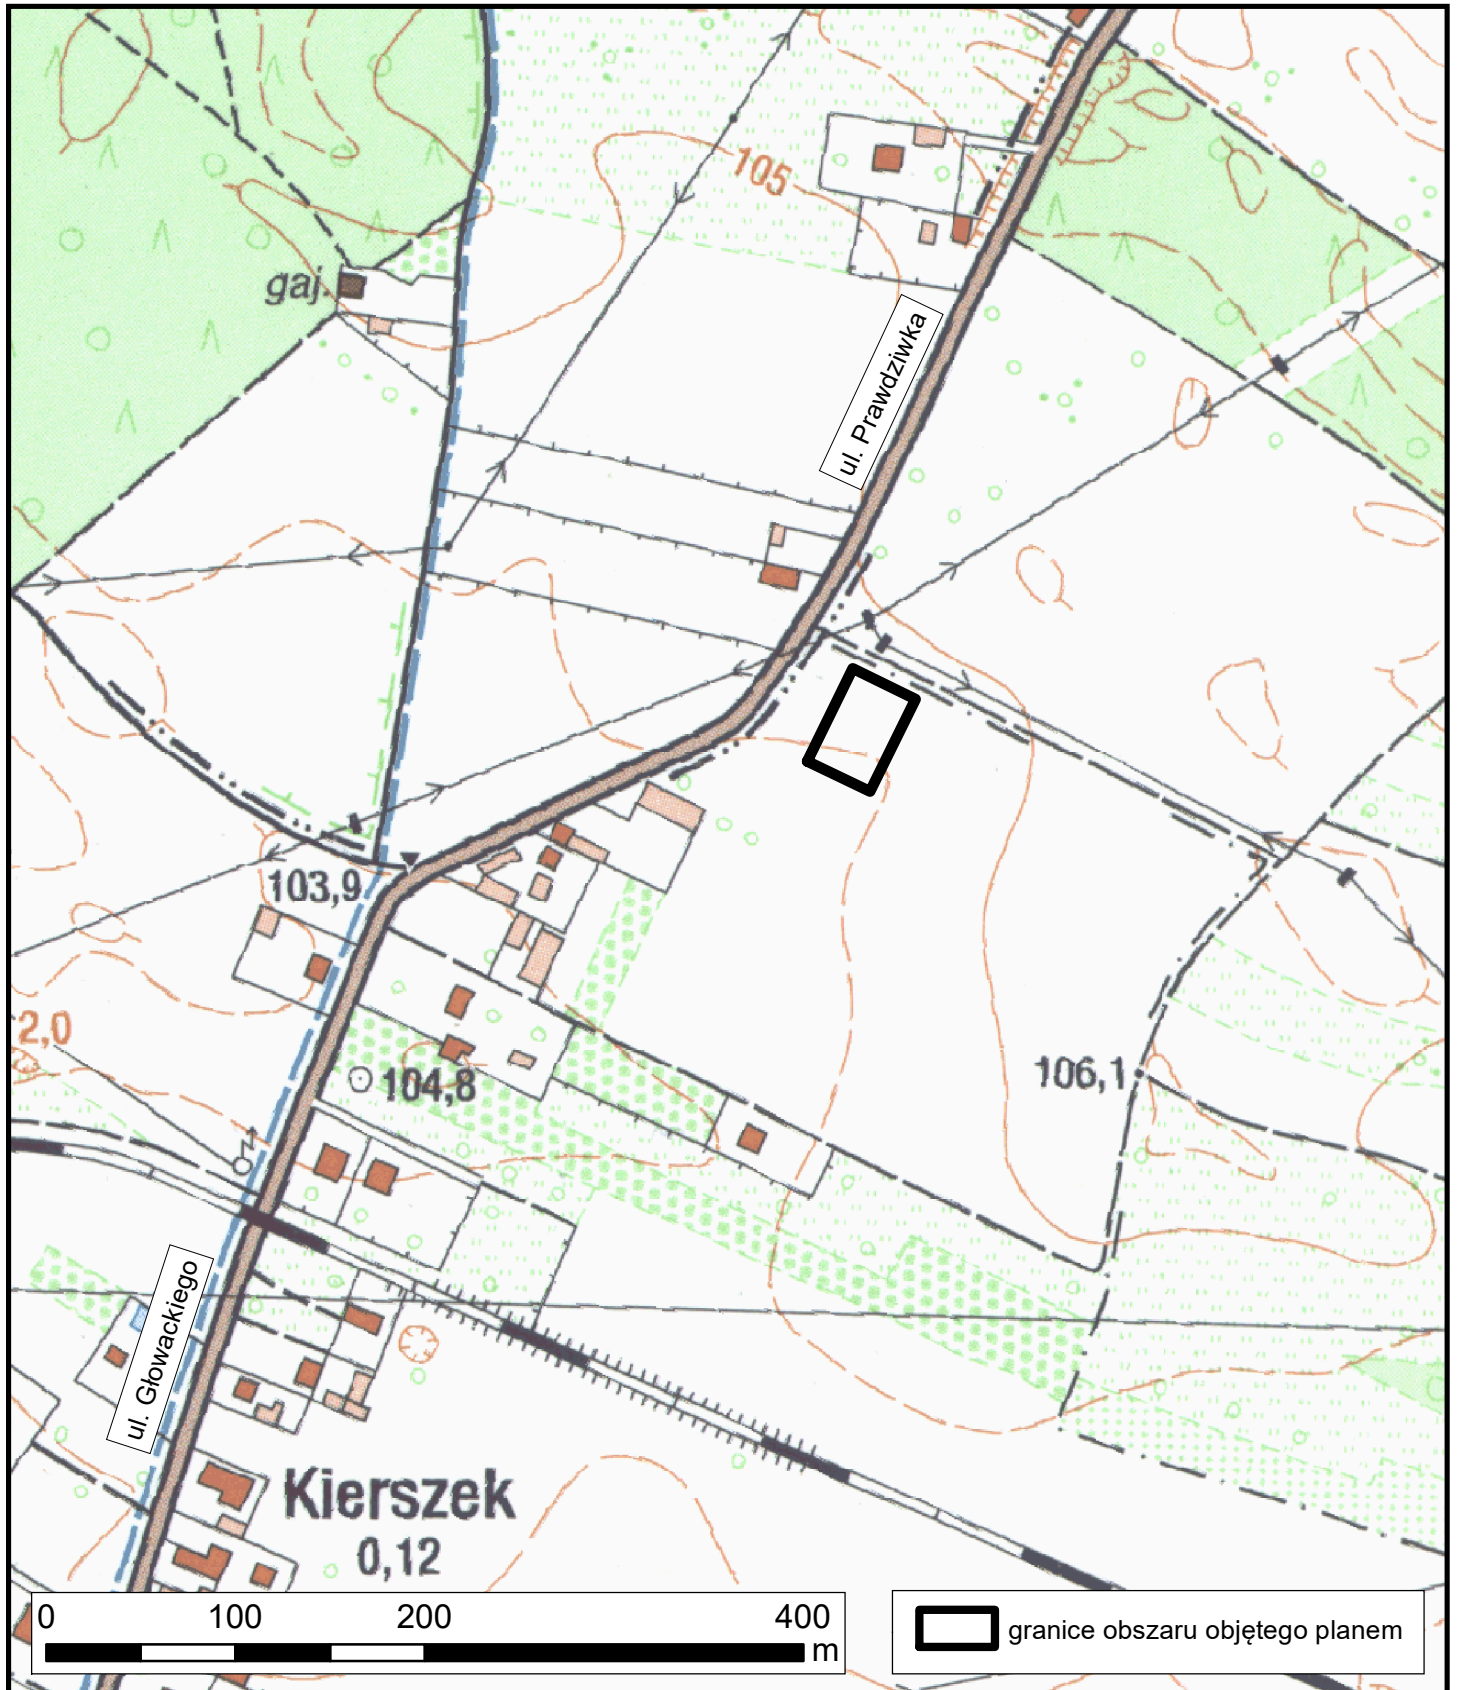 105
gaj.
ul. Prawdziwka
103,9
2,0
104,8
106,1
ul. Głowackiego
Kierszek
0,12
0 100 200 400
m
granice obszaru objętego planem